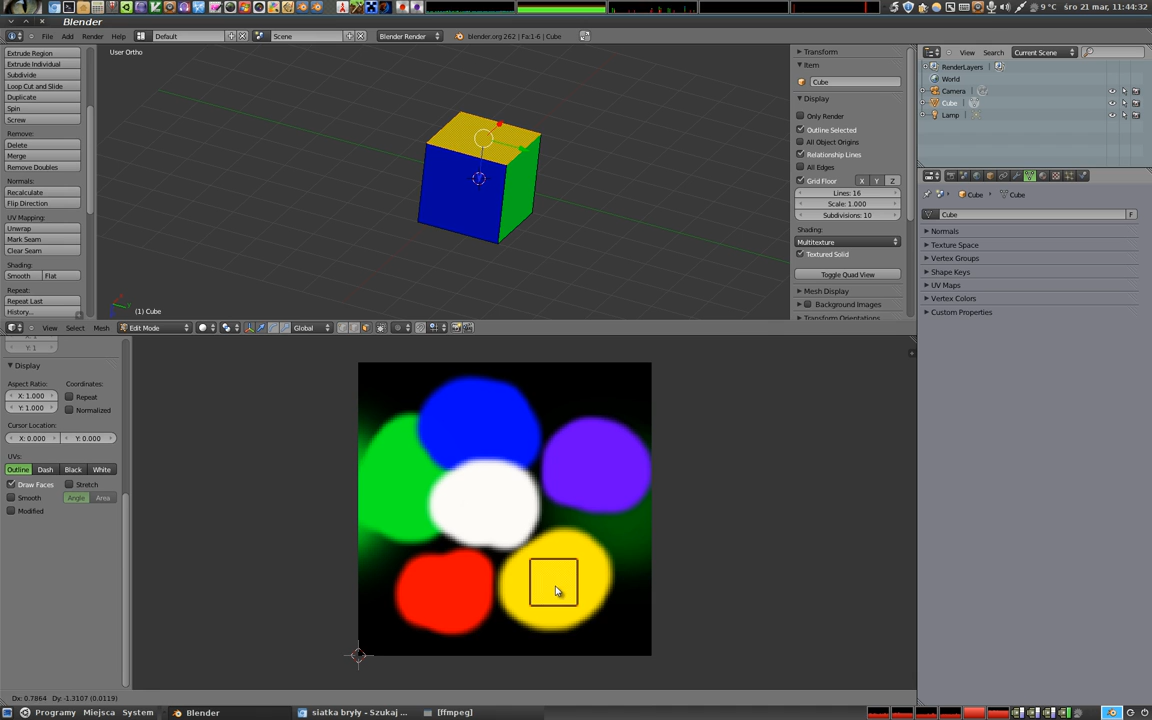 9 °C śro 21 mar, 11:44:32
Blender
File Add Render Help Default Scene Blender Render blender.org 262 | Fa:1-6 | Cube
View Search Current Scene
Extrude Region
Extrude Individual
Subdivide
Loop Cut and Slide
Duplicate
Spin
Screw
Remove:
Delete
Merge
Remove Doubles
Normals:
Recalculate
Flip Direction
UV Mapping:
Unwrap
Mark Seam
Clear Seam
Shading:
Smooth Flat
Repeat:
Repeat Last
History...
User Ortho
(1) Cube
Transform
Item
Cube
Display
Only Render
Outline Selected
All Object Origins
Relationship Lines
All Edges
Grid Floor X Y Z
Lines: 16
Scale: 1.000
Subdivisions: 10
Shading:
Multitexture
Textured Solid
Toggle Quad View
Mesh Display
Background Images
Transform Orientations
RenderLayers
World
Camera
Cube
Lamp
Cube Cube
Cube F
Normals
Texture Space
Vertex Groups
Shape Keys
UV Maps
Vertex Colors
Custom Properties
View Select Mesh Edit Mode Global
Y: 1
Display
Aspect Ratio: Coordinates:
X: 1.000 Repeat
Y: 1.000 Normalized
Cursor Location:
X: 0.000 Y: 0.000
UVs:
Outline Dash Black White
Draw Faces Stretch
Smooth Angle Area
Modified
Dx: 0.7864 Dy: -1.3107 (0.0119)
Programy Miejsca System Blender siatka bryły – Szukaj ... [ffmpeg]